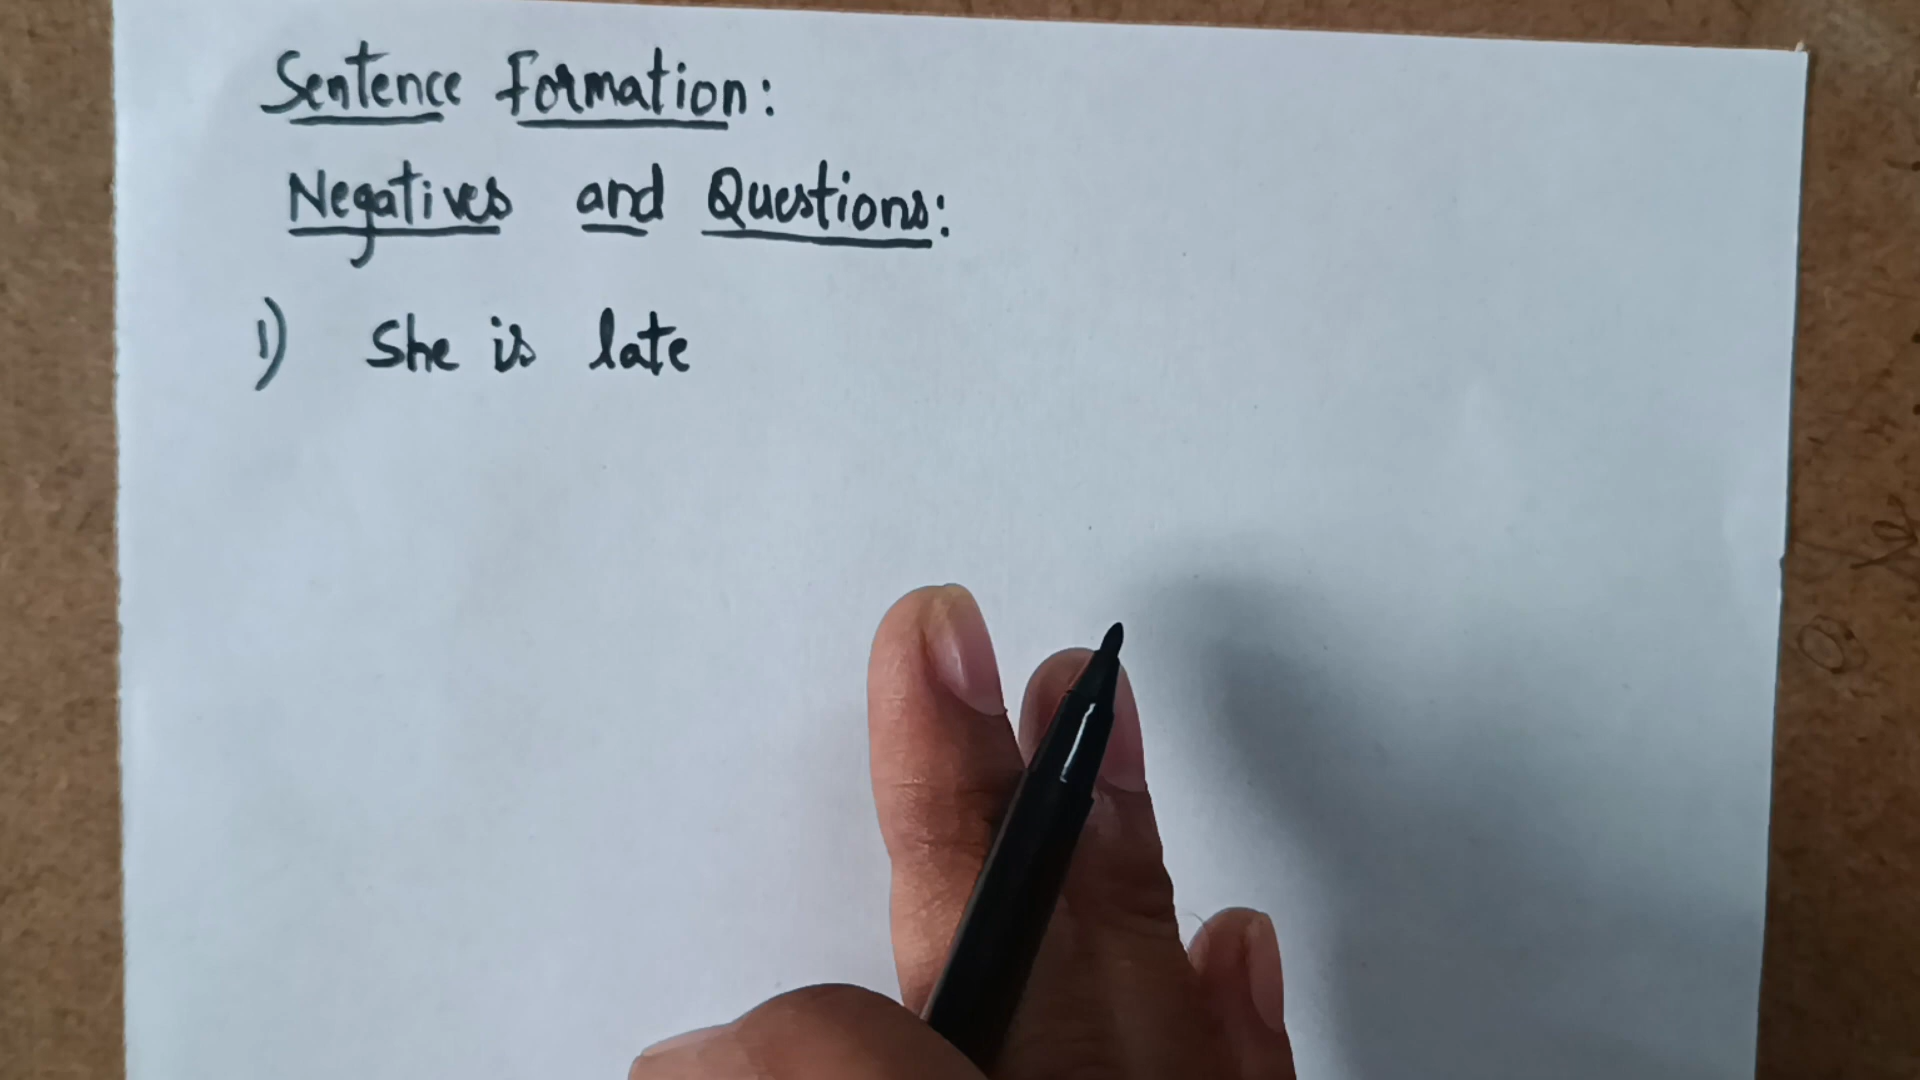 Sentence Formation:
Negatives and Questions:
1) She is late